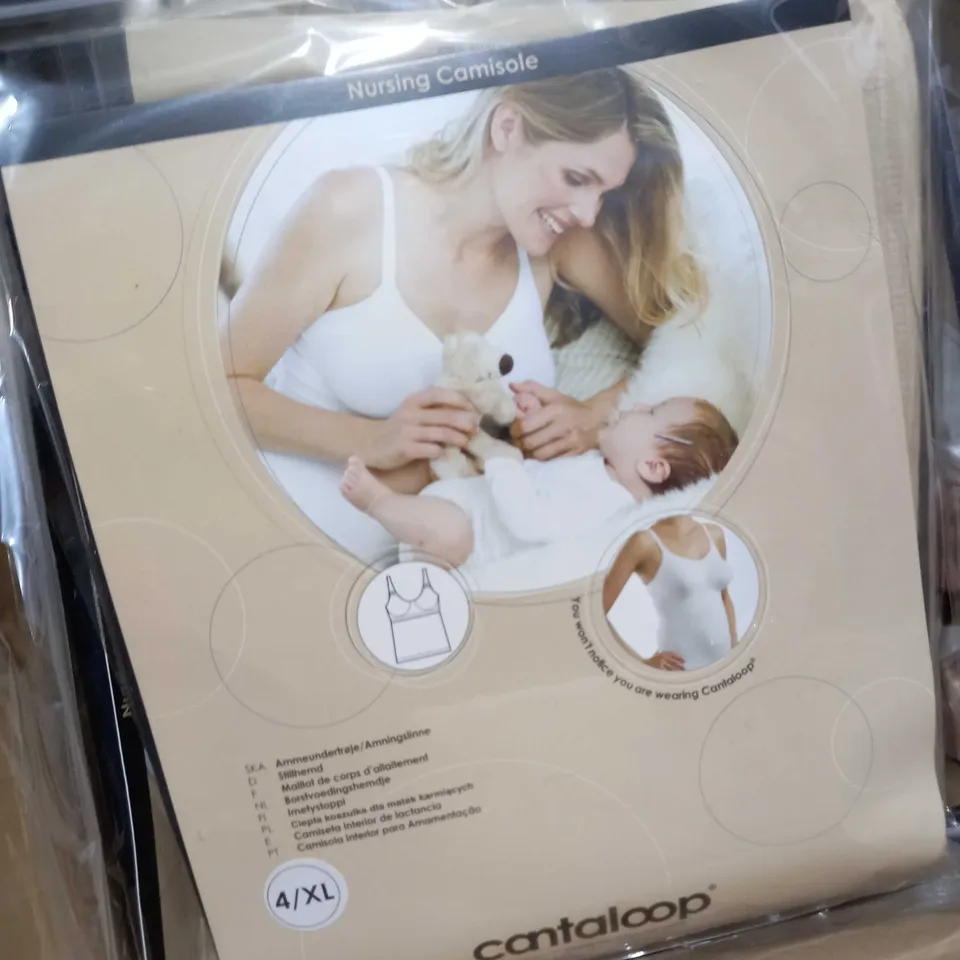 Nursing Camisole
You won't notice you are wearing Cantaloop®
SKA Ammeundertrøje/Amningslinne
D Stillhemd
F Maillot de corps d'allaitement
NL Borstvoedingshemdje
FI Imetystoppi
PL Ciepła koszulka dla matek karmiących
E Camiseta interior de lactancia
PT Camisola interior para Amamentação
4/XL
cantaloop®